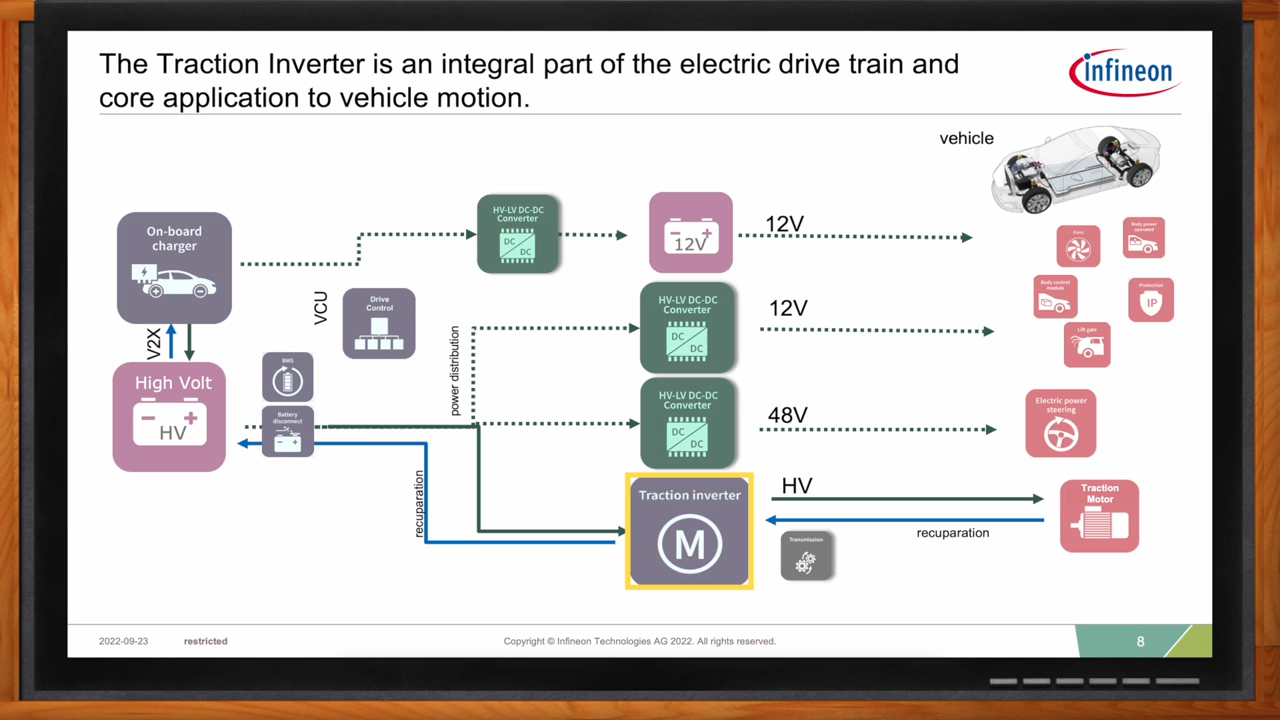 The Traction Inverter is an integral part of the electric drive train and
core application to vehicle motion.
infineon
vehicle
On-board
charger
HV-LV DC-DC
Converter
DC
DC
12V
12V
Fans
Body power
operated
Body control
module
Protection
IP
Lift gate
VCU
Drive
Control
HV-LV DC-DC
Converter
DC
DC
12V
V2X
High Volt
HV
BMS
Battery
disconnect
power distribution
HV-LV DC-DC
Converter
DC
DC
48V
Electric power
steering
recuparation
Traction inverter
M
HV
recuparation
Transmission
Traction
Motor
2022-09-23
restricted
Copyright © Infineon Technologies AG 2022. All rights reserved.
8